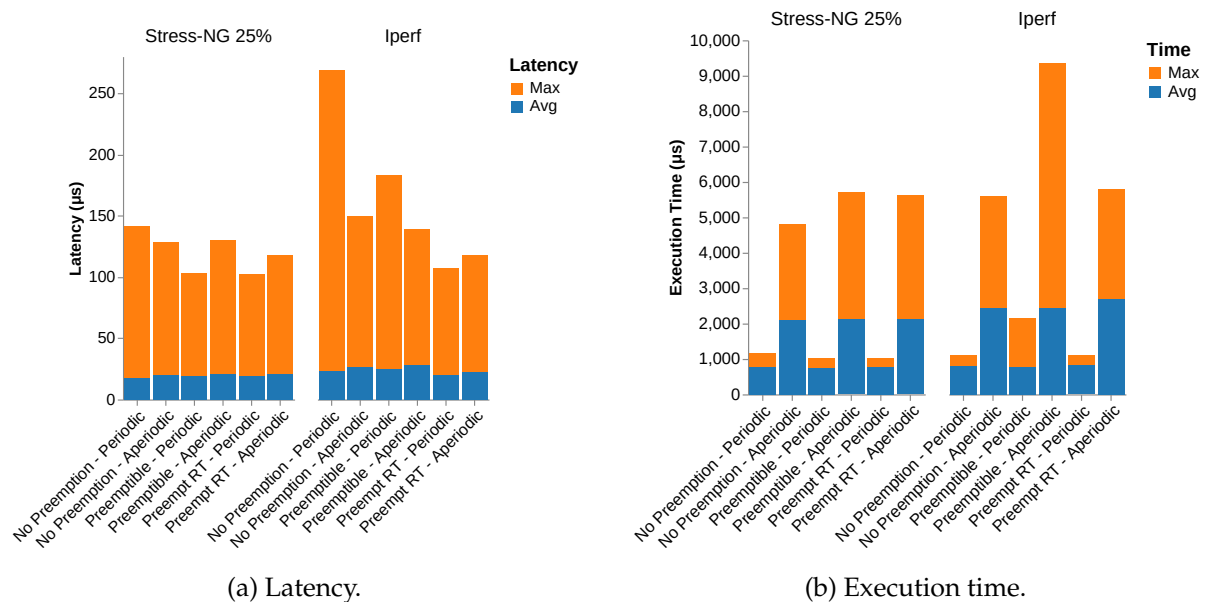 Stress-NG 25%
Iperf
Latency
Max
Avg
Latency (µs)
250
200
150
100
50
0
No Preemption - Periodic
No Preemption - Aperiodic
Preemptible - Periodic
Preemptible - Aperiodic
Preempt RT - Periodic
Preempt RT - Aperiodic
No Preemption - Periodic
No Preemption - Aperiodic
Preemptible - Periodic
Preemptible - Aperiodic
Preempt RT - Periodic
Preempt RT - Aperiodic
(a) Latency.
Stress-NG 25%
Iperf
Time
Max
Avg
Execution Time (µs)
10,000
9,000
8,000
7,000
6,000
5,000
4,000
3,000
2,000
1,000
0
No Preemption - Periodic
No Preemption - Aperiodic
Preemptible - Periodic
Preemptible - Aperiodic
Preempt RT - Periodic
Preempt RT - Aperiodic
No Preemption - Periodic
No Preemption - Aperiodic
Preemptible - Periodic
Preemptible - Aperiodic
Preempt RT - Periodic
Preempt RT - Aperiodic
(b) Execution time.